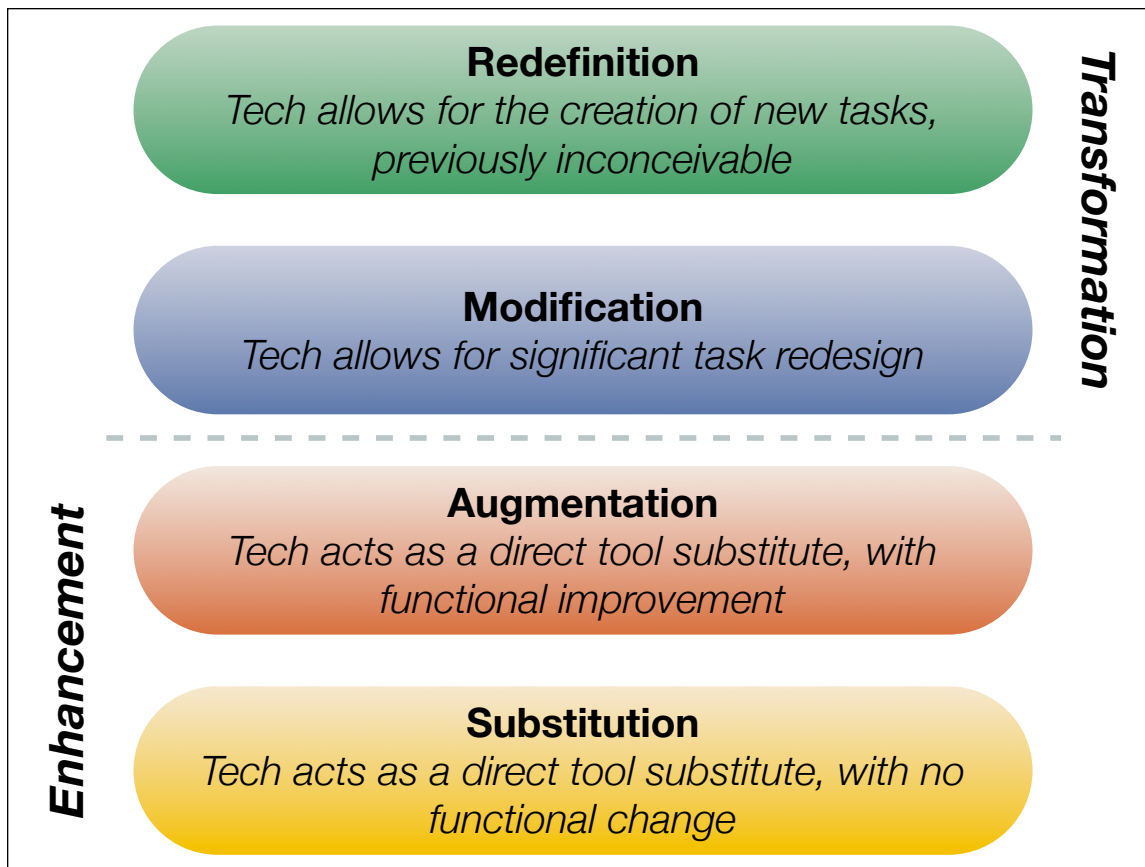 Redefinition
Tech allows for the creation of new tasks,
previously inconceivable
Transformation
Modification
Tech allows for significant task redesign
Augmentation
Tech acts as a direct tool substitute, with
functional improvement
Enhancement
Substitution
Tech acts as a direct tool substitute, with no
functional change